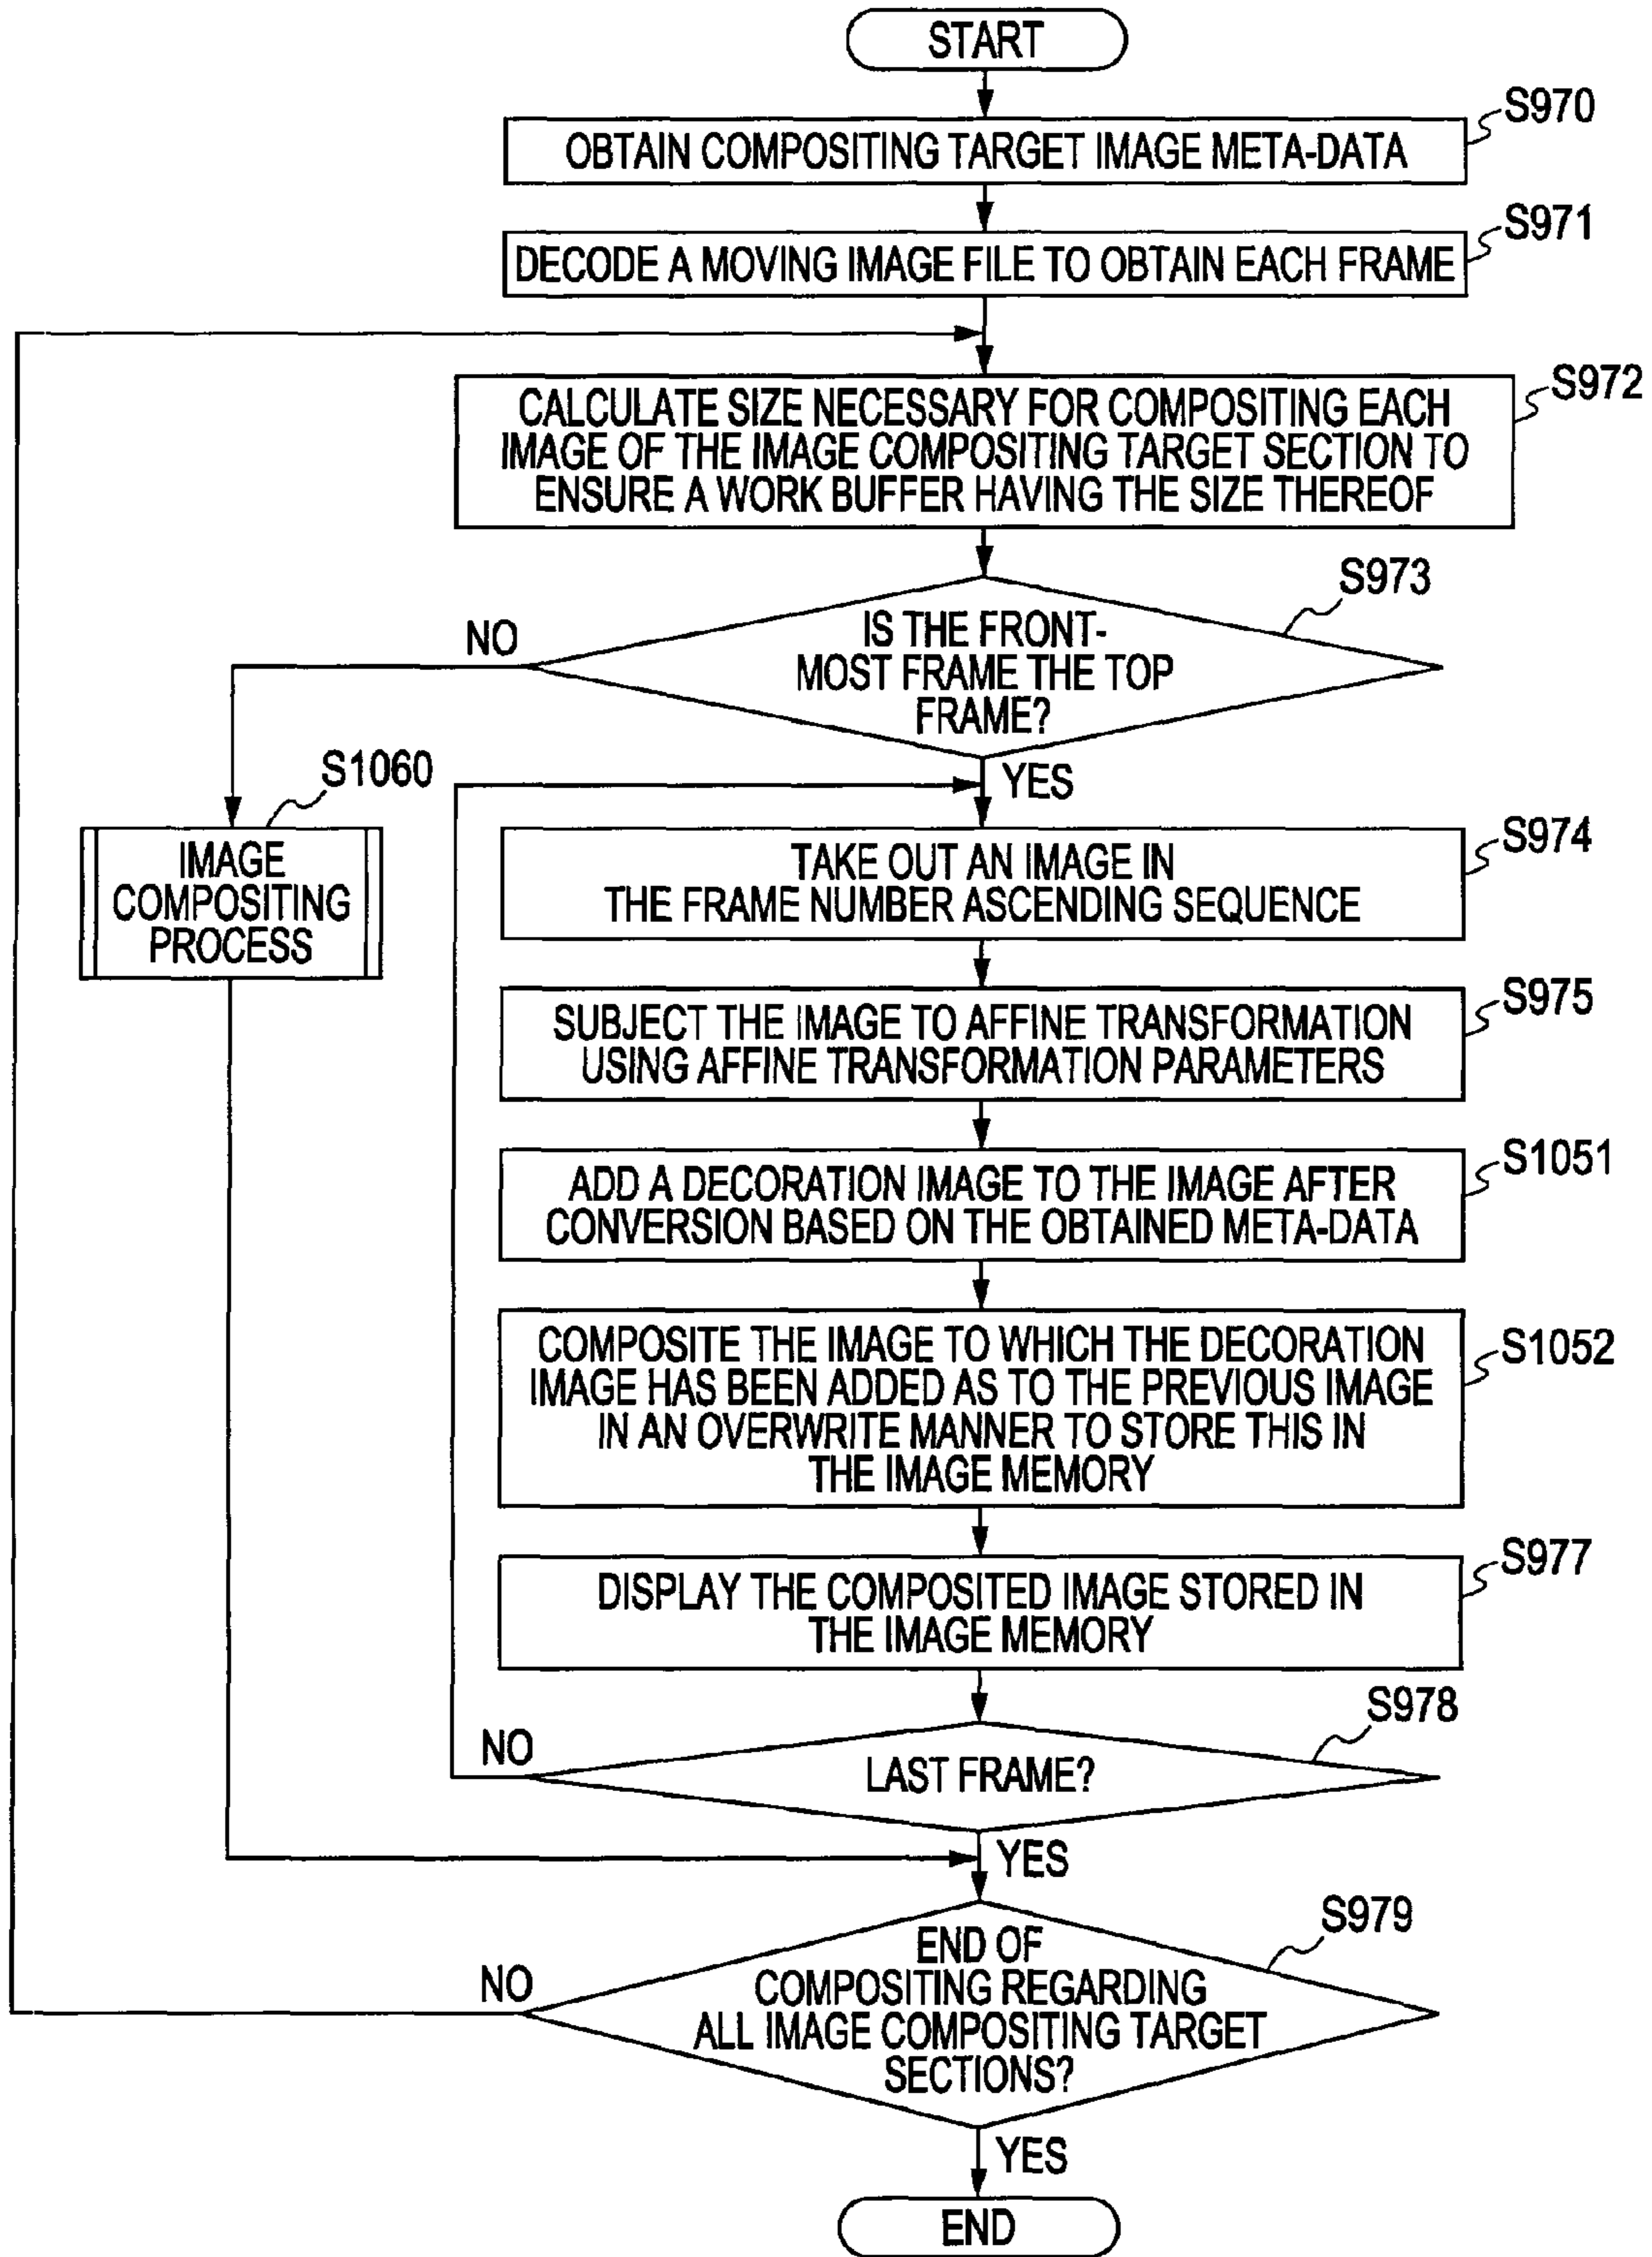 START
S970
OBTAIN COMPOSITING TARGET IMAGE META-DATA
S971
DECODE A MOVING IMAGE FILE TO OBTAIN EACH FRAME
S972
CALCULATE SIZE NECESSARY FOR COMPOSITING EACH
IMAGE OF THE IMAGE COMPOSITING TARGET SECTION TO
ENSURE A WORK BUFFER HAVING THE SIZE THEREOF
S973
NO
IS THE FRONT-
MOST FRAME THE TOP
FRAME?
YES
S1060
IMAGE
COMPOSITING
PROCESS
S974
TAKE OUT AN IMAGE IN
THE FRAME NUMBER ASCENDING SEQUENCE
S975
SUBJECT THE IMAGE TO AFFINE TRANSFORMATION
USING AFFINE TRANSFORMATION PARAMETERS
S1051
ADD A DECORATION IMAGE TO THE IMAGE AFTER
CONVERSION BASED ON THE OBTAINED META-DATA
S1052
COMPOSITE THE IMAGE TO WHICH THE DECORATION
IMAGE HAS BEEN ADDED AS TO THE PREVIOUS IMAGE
IN AN OVERWRITE MANNER TO STORE THIS IN
THE IMAGE MEMORY
S977
DISPLAY THE COMPOSITED IMAGE STORED IN
THE IMAGE MEMORY
S978
NO
LAST FRAME?
YES
S979
NO
END OF
COMPOSITING REGARDING
ALL IMAGE COMPOSITING TARGET
SECTIONS?
YES
END